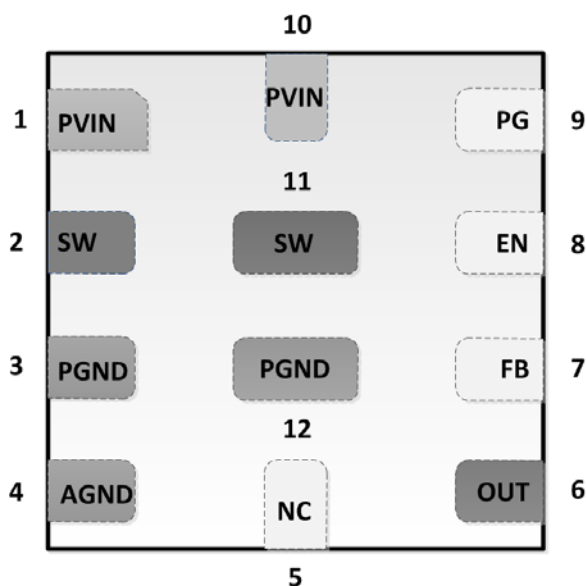 10
1 PVIN PVIN PG 9
11
2 SW SW EN 8
3 PGND PGND FB 7
12
4 AGND NC OUT 6
5